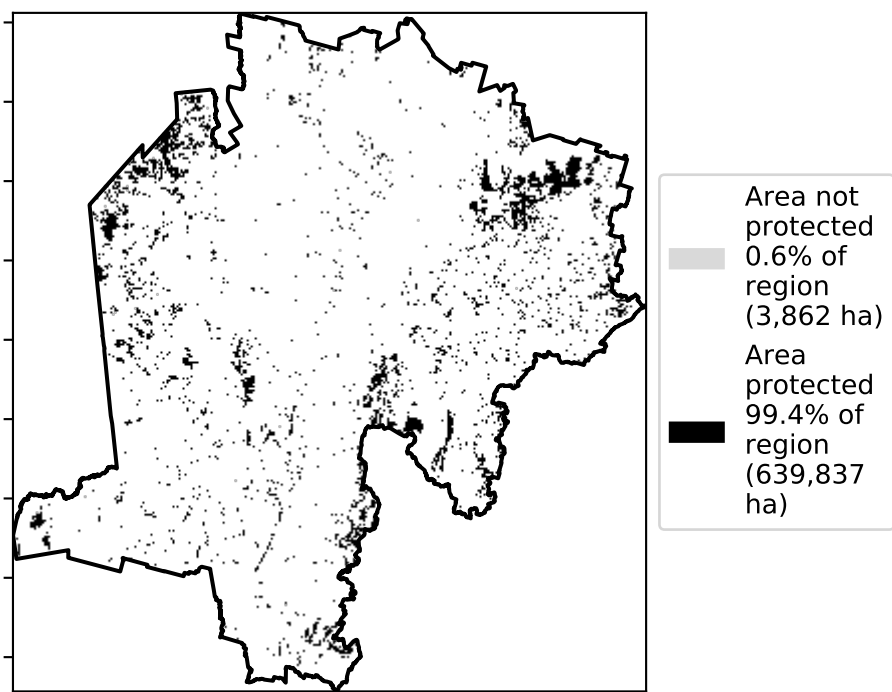 Area not
protected
0.6% of
region
(3,862 ha)
Area
protected
99.4% of
region
(639,837
ha)